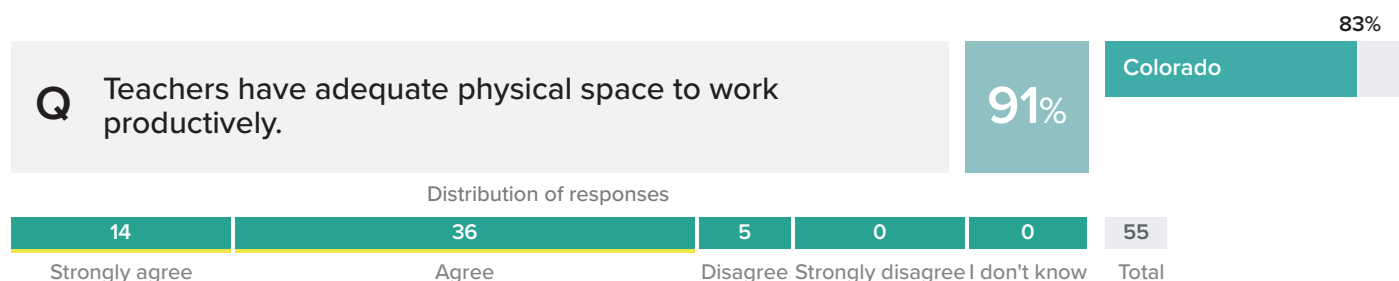 83%
Q Teachers have adequate physical space to work
productively.
91%
Colorado
Distribution of responses
14 36 5 0 0 55
Strongly agree Agree Disagree Strongly disagree I don't know Total